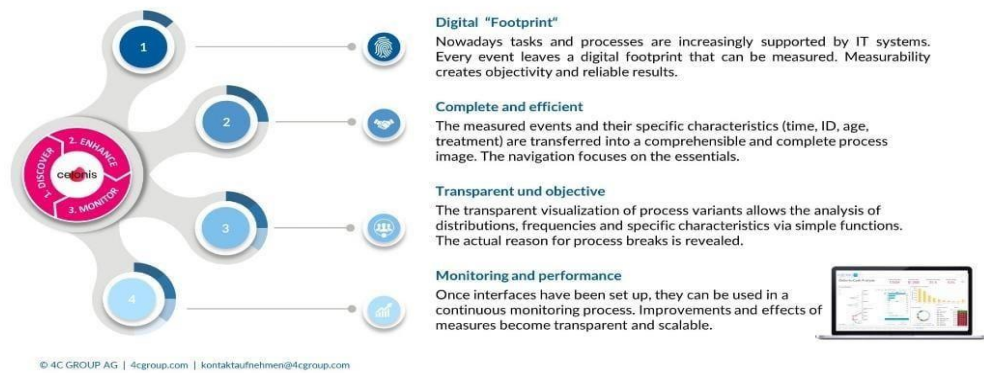 1
Digital "Footprint"
Nowadays tasks and processes are increasingly supported by IT systems.
Every event leaves a digital footprint that can be measured. Measurability
creates objectivity and reliable results.
2
Complete and efficient
The measured events and their specific characteristics (time, ID, age,
treatment) are transferred into a comprehensible and complete process
image. The navigation focuses on the essentials.
1. DISCOVER
2. ENHANCE
celonis
3. MONITOR
3
Transparent und objective
The transparent visualization of process variants allows the analysis of
distributions, frequencies and specific characteristics via simple functions.
The actual reason for process breaks is revealed.
4
Monitoring and performance
Once interfaces have been set up, they can be used in a
continuous monitoring process. Improvements and effects of
measures become transparent and scalable.
© 4C GROUP AG | 4cgroup.com | kontaktaufnehmen@4cgroup.com